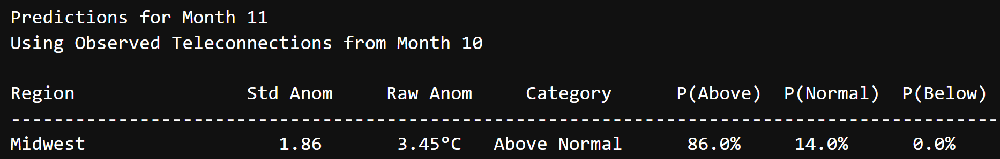 Predictions for Month 11
Using Observed Teleconnections from Month 10
Region Std Anom Raw Anom Category P(Above) P(Normal) P(Below)
--------------------------------------------------------------------------------------------
Midwest 1.86 3.45°C Above Normal 86.0% 14.0% 0.0%